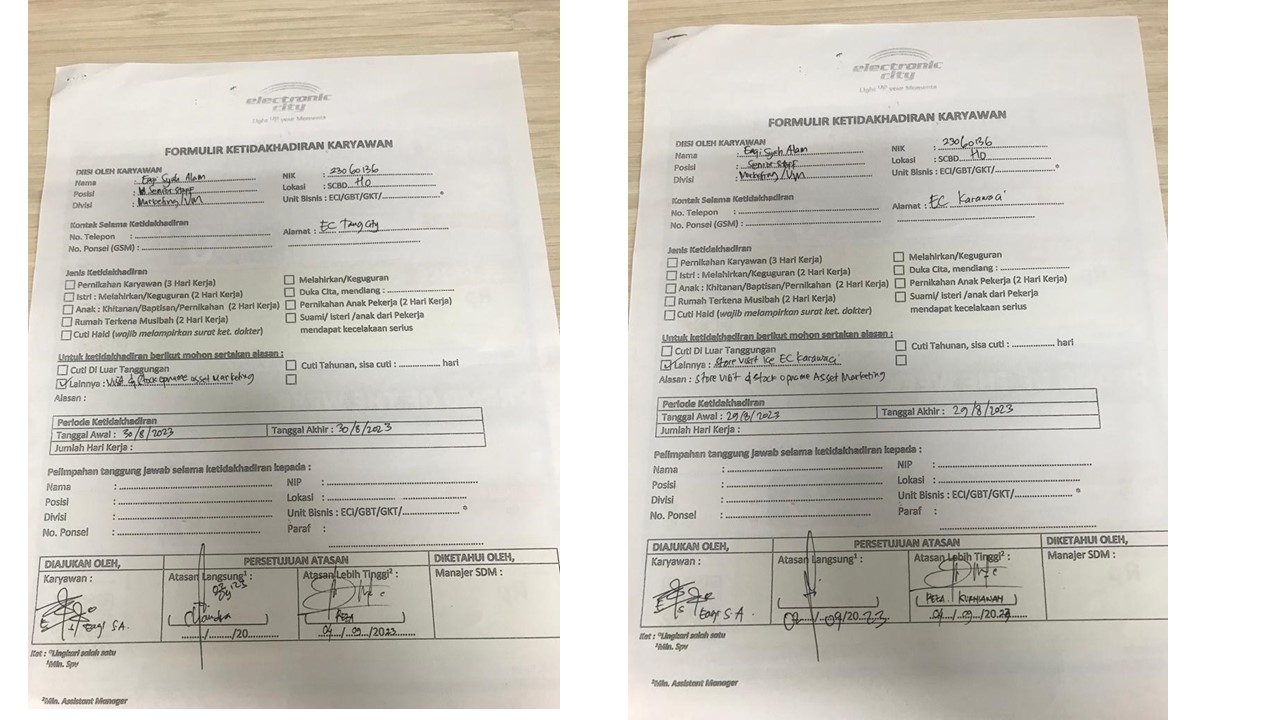 electronic
city
Light Up your Moments
FORMULIR KETIDAKHADIRAN KARYAWAN
DIISI OLEH KARYAWAN
Nama : Eagi Syah Alam
Posisi : Senior Staff
Divisi : Marketing/Vm
NIK : 23060136
Lokasi : SCBD HO
Unit Bisnis : ECI/GBT/GKT/
Kontak Selama Ketidakhadiran
No. Telepon :
No. Ponsel (GSM) :
Alamat : EC Tangcity
Jenis Ketidakhadiran
Pernikahan Karyawan (3 Hari Kerja)
Istri : Melahirkan/Keguguran (2 Hari Kerja)
Anak : Khitanan/Baptisan/Pernikahan (2 Hari Kerja)
Rumah Terkena Musibah (2 Hari Kerja)
Cuti Haid (wajib melampirkan surat ket. dokter)
Melahirkan/Keguguran
Duka Cita, mendiang :
Pernikahan Anak Pekerja (2 Hari Kerja)
Suami/ Isteri /anak dari Pekerja
mendapat kecelakaan serius
Untuk ketidakhadiran berikut mohon sertakan alasan :
Cuti Di Luar Tanggungan
Lainnya : Visit & Stock opname asset Marketing
Cuti Tahunan, sisa cuti : hari
Alasan :
Periode Ketidakhadiran
Tanggal Awal : 30/8/2023 Tanggal Akhir : 30/8/2023
Jumlah Hari Kerja :
Pelimpahan tanggung jawab selama ketidakhadiran kepada :
Nama :
Posisi :
Divisi :
No. Ponsel :
NIP :
Lokasi :
Unit Bisnis : ECI/GBT/GKT/
Paraf :
DIAJUKAN OLEH, PERSETUJUAN ATASAN DIKETAHUI OLEH,
Karyawan : Atasan Langsung¹ : Atasan Lebih Tinggi² : Manajer SDM :
Eagi S.A. Chandra REZA
/ /20 04/09/2023
Ket : °Lingkari salah satu
¹Min. Spv
²Min. Assistant Manager
electronic
city
Light Up your Moments
FORMULIR KETIDAKHADIRAN KARYAWAN
DIISI OLEH KARYAWAN
Nama : Eagi Syah Alam
Posisi : Senior Staff
Divisi : Marketing/Vm
NIK : 23060136
Lokasi : SCBD HO
Unit Bisnis : ECI/GBT/GKT/
Kontak Selama Ketidakhadiran
No. Telepon :
No. Ponsel (GSM) :
Alamat : EC Karawaci
Jenis Ketidakhadiran
Pernikahan Karyawan (3 Hari Kerja)
Istri : Melahirkan/Keguguran (2 Hari Kerja)
Anak : Khitanan/Baptisan/Pernikahan (2 Hari Kerja)
Rumah Terkena Musibah (2 Hari Kerja)
Cuti Haid (wajib melampirkan surat ket. dokter)
Melahirkan/Keguguran
Duka Cita, mendiang :
Pernikahan Anak Pekerja (2 Hari Kerja)
Suami/ Isteri /anak dari Pekerja
mendapat kecelakaan serius
Untuk ketidakhadiran berikut mohon sertakan alasan :
Cuti Di Luar Tanggungan
Lainnya : Store Visit ke EC Karawaci
Cuti Tahunan, sisa cuti : hari
Alasan : Store Visit & Stock opname Asset Marketing
Periode Ketidakhadiran
Tanggal Awal : 29/8/2023 Tanggal Akhir : 29/8/2023
Jumlah Hari Kerja :
Pelimpahan tanggung jawab selama ketidakhadiran kepada :
Nama :
Posisi :
Divisi :
No. Ponsel :
NIP :
Lokasi :
Unit Bisnis : ECI/GBT/GKT/
Paraf :
DIAJUKAN OLEH, PERSETUJUAN ATASAN DIKETAHUI OLEH,
Karyawan : Atasan Langsung¹ : Atasan Lebih Tinggi² : Manajer SDM :
Eagi S.A. REZA KURNIAWAN
02/09/2023 04/09/2023
Ket : °Lingkari salah satu
¹Min. Spv
²Min. Assistant Manager